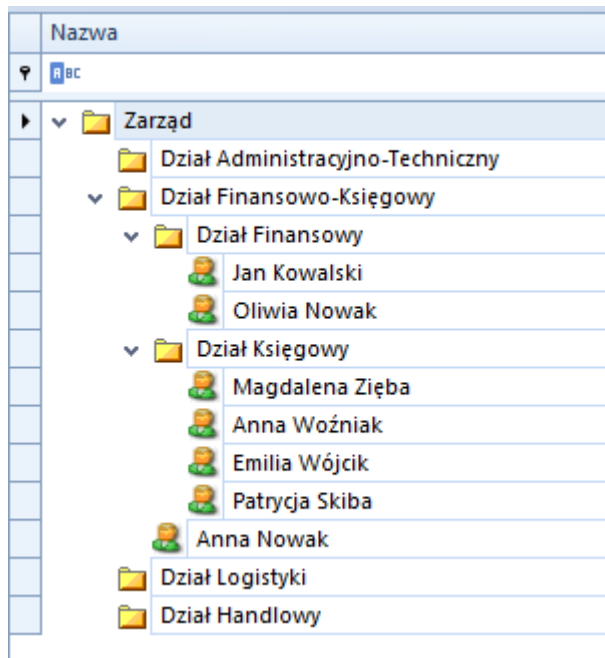 Nazwa
ABC
Zarząd
Dział Administracyjno-Techniczny
Dział Finansowo-Księgowy
Dział Finansowy
Jan Kowalski
Oliwia Nowak
Dział Księgowy
Magdalena Zięba
Anna Woźniak
Emilia Wójcik
Patrycja Skiba
Anna Nowak
Dział Logistyki
Dział Handlowy